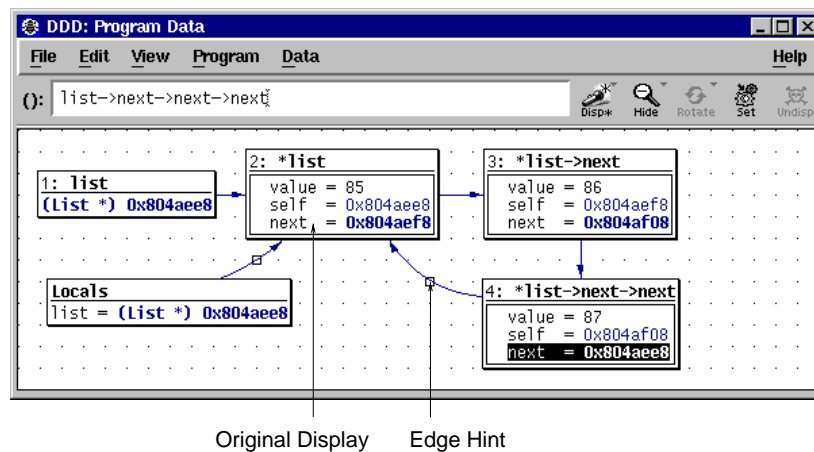 DDD: Program Data
File Edit View Program Data Help
(): list->next->next->next
Disp* Hide Rotate Set Undisp
1: list
(List *) 0x804aee8
2: *list
value = 85
self = 0x804aee8
next = 0x804aef8
3: *list->next
value = 86
self = 0x804aef8
next = 0x804af08
Locals
list = (List *) 0x804aee8
4: *list->next->next
value = 87
self = 0x804af08
next = 0x804aee8
Original Display Edge Hint